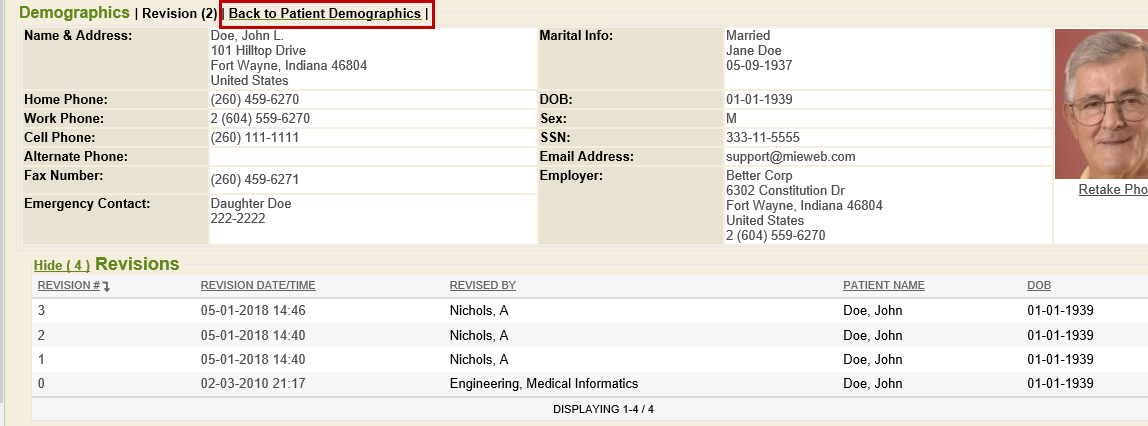 Demographics | Revision (2) | Back to Patient Demographics |
Name & Address: Doe, John L. Marital Info: Married
101 Hilltop Drive Jane Doe
Fort Wayne, Indiana 46804 05-09-1937
United States
Home Phone: (260) 459-6270 DOB: 01-01-1939
Work Phone: 2 (604) 559-6270 Sex: M
Cell Phone: (260) 111-1111 SSN: 333-11-5555
Alternate Phone: Email Address: support@mieweb.com
Fax Number: (260) 459-6271 Employer: Better Corp
6302 Constitution Dr
Retake Pho
Emergency Contact: Daughter Doe Fort Wayne, Indiana 46804
222-2222 United States
2 (604) 559-6270
Hide ( 4 ) Revisions
REVISION # REVISION DATE/TIME REVISED BY PATIENT NAME DOB
3 05-01-2018 14:46 Nichols, A Doe, John 01-01-1939
2 05-01-2018 14:40 Nichols, A Doe, John 01-01-1939
1 05-01-2018 14:40 Nichols, A Doe, John 01-01-1939
0 02-03-2010 21:17 Engineering, Medical Informatics Doe, John 01-01-1939
DISPLAYING 1-4 / 4